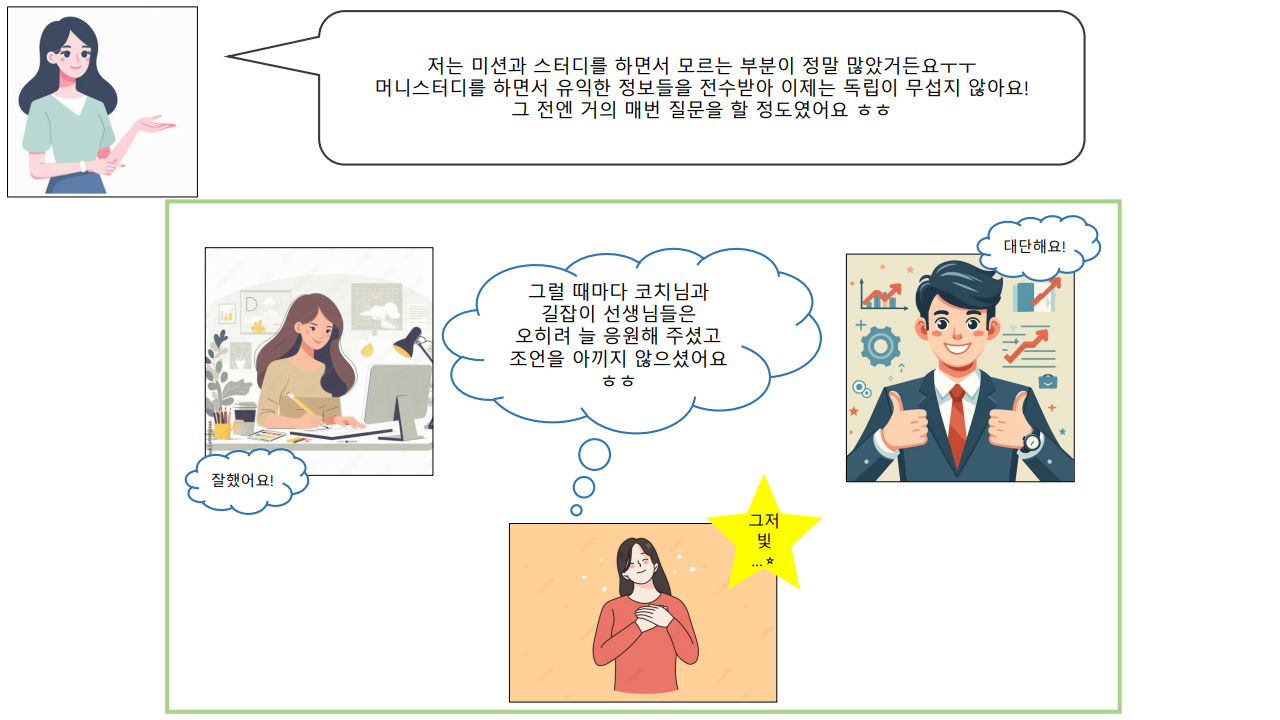 저는 미션과 스터디를 하면서 모르는 부분이 정말 많았거든요ㅜㅜ
머니스터디를 하면서 유익한 정보들을 전수받아 이제는 독립이 무섭지 않아요!
그 전엔 거의 매번 질문을 할 정도였어요 ㅎㅎ
대단해요!
그럴 때마다 코치님과
길잡이 선생님들은
오히려 늘 응원해 주셨고
조언을 아끼지 않으셨어요
ㅎㅎ
잘했어요!
그저
빛
...☆